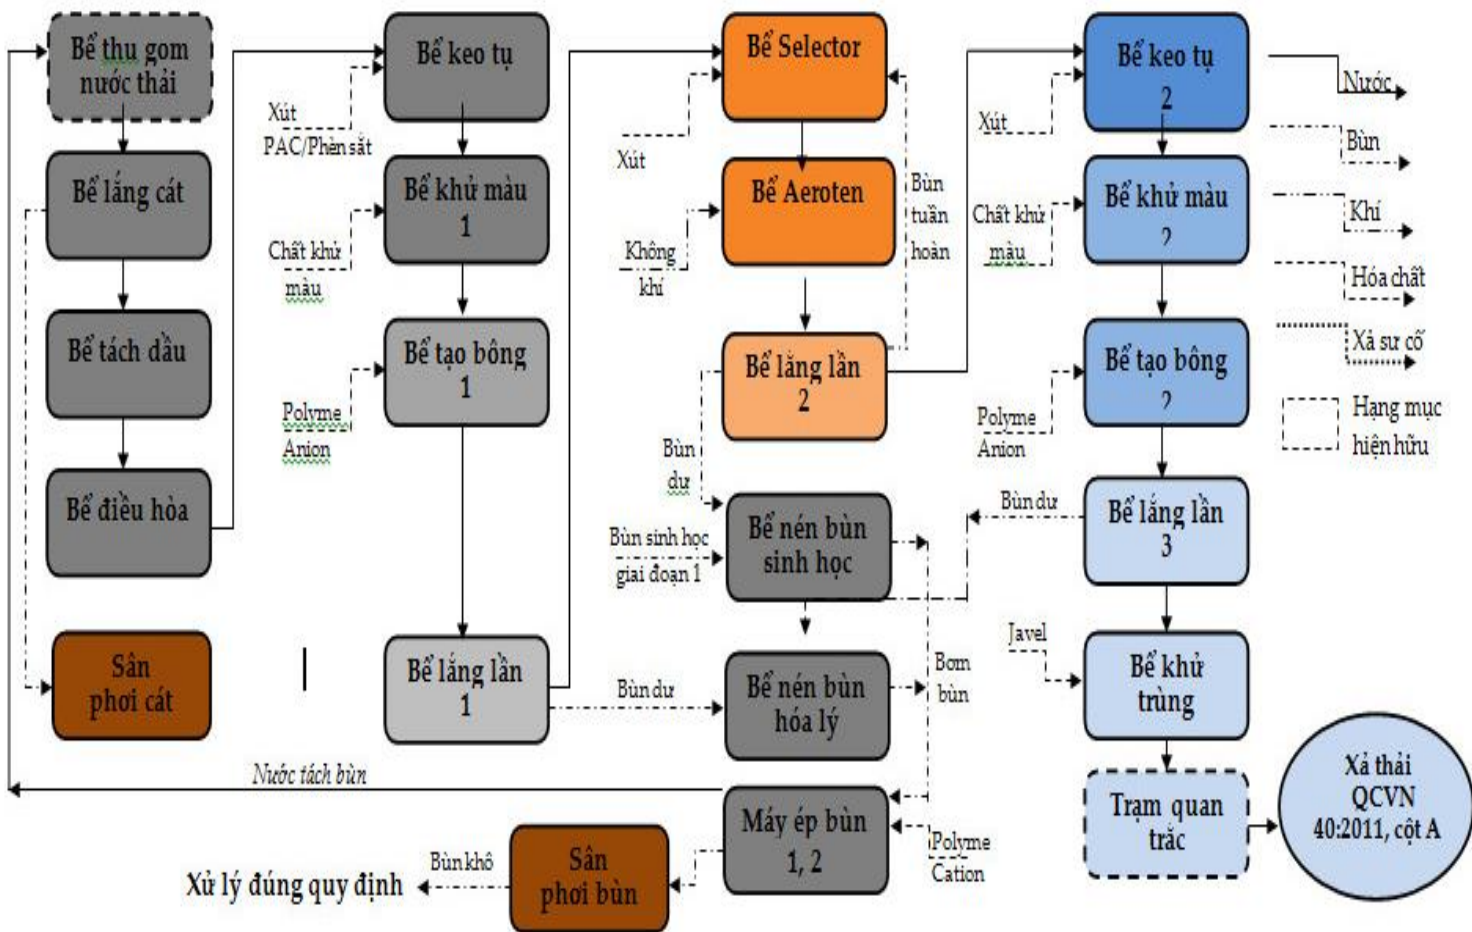 Bể thu gom
nước thải
Bể lắng cát
Bể tách dầu
Bể điều hòa
Sân
phơi cát
Bể keo tụ
Xút
PAC/Phèn sắt
Bể khử màu
1
Chất khử
màu
Bể tạo bông
1
Polyme
Anion
Bể lắng lần
1
Bùn dư
Bể Selector
Xút
Bể Aeroten
Không
khí
Bùn
tuần
hoàn
Bể lắng lần
2
Bùn
dư
Bùn sinh học
giai đoạn 1
Bể nén bùn
sinh học
Bể nén bùn
hóa lý
Bơm
bùn
Máy ép bùn
1, 2
Polyme
Cation
Nước tách bùn
Sân
phơi bùn
Bùn khô
Xử lý đúng quy định
Bể keo tụ
2
Xút
Bể khử màu
2
Chất khử
màu
Bể tạo bông
2
Polyme
Anion
Bể lắng lần
3
Bùn dư
Javel
Bể khử
trùng
Trạm quan
trắc
Xả thải
QCVN
40:2011, cột A
Nước
Bùn
Khí
Hóa chất
Xả sự cố
Hạng mục
hiện hữu